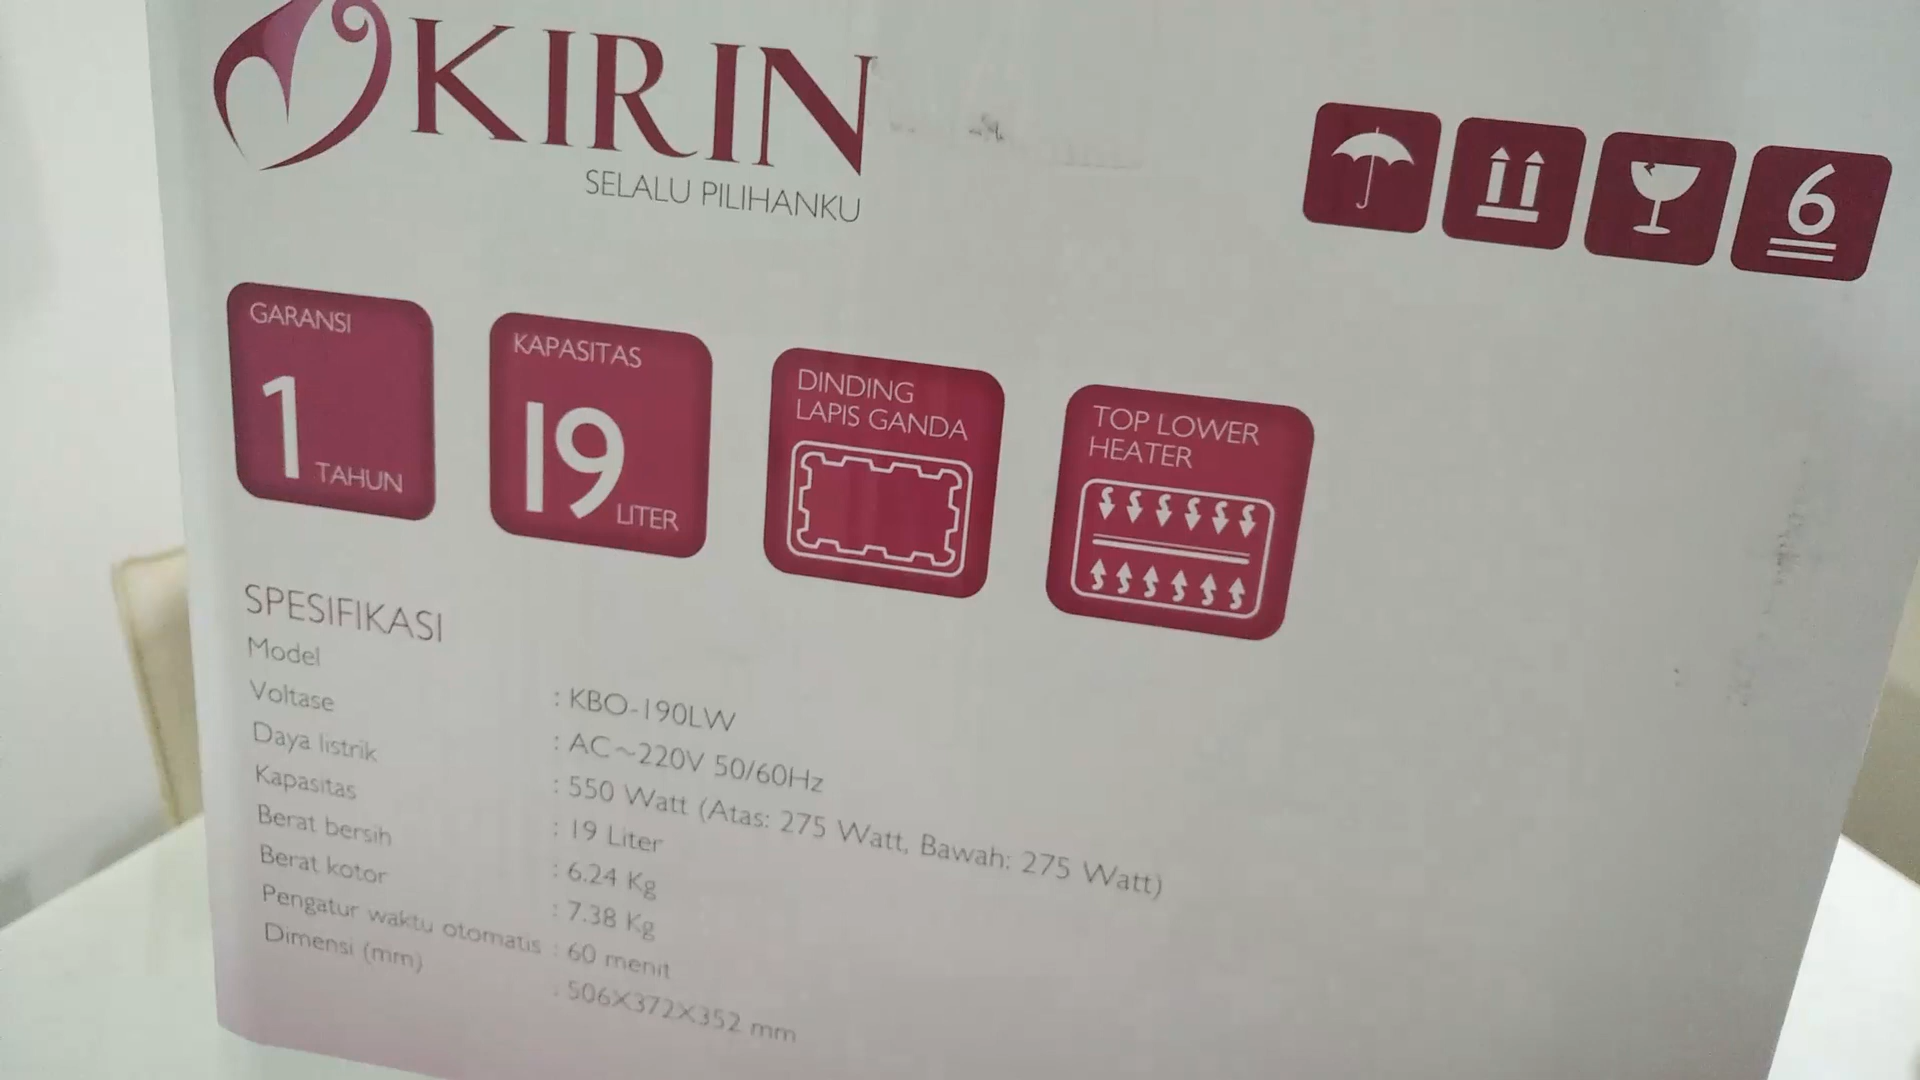 KIRIN
SELALU PILIHANKU
6
GARANSI
1 TAHUN
KAPASITAS
19 LITER
DINDING
LAPIS GANDA
TOP LOWER
HEATER
SPESIFIKASI
Model : KBO-190LW
Voltase : AC~220V 50/60Hz
Daya listrik : 550 Watt (Atas: 275 Watt, Bawah: 275 Watt)
Kapasitas : 19 Liter
Berat bersih : 6.24 Kg
Berat kotor : 7.38 Kg
Pengatur waktu otomatis : 60 menit
Dimensi (mm) : 506X372X352 mm